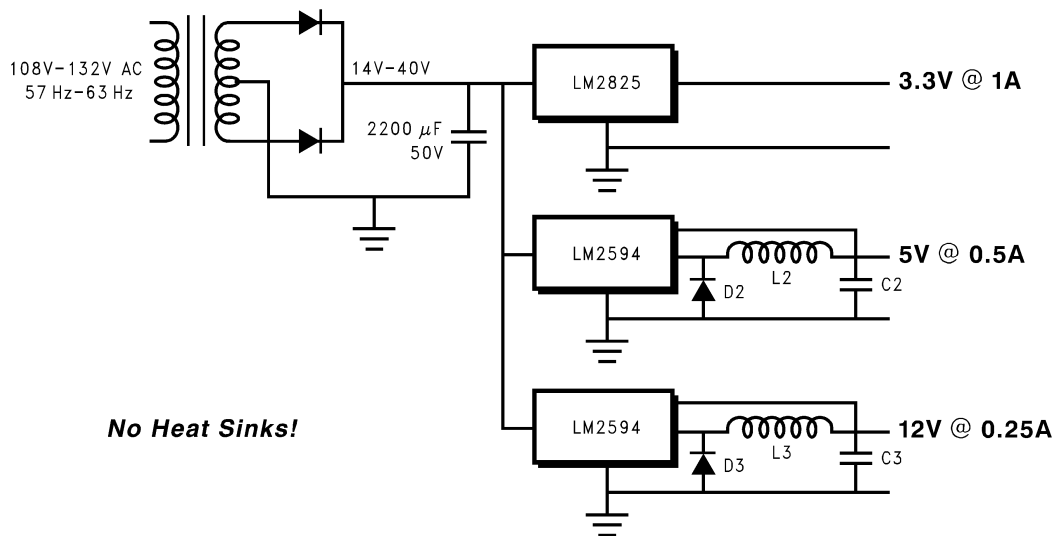 108V–132V AC
57 Hz–63 Hz
14V–40V
2200 μF
50V
LM2825
3.3V @ 1A
LM2594
5V @ 0.5A
D2
L2
C2
No Heat Sinks!
LM2594
12V @ 0.25A
D3
L3
C3